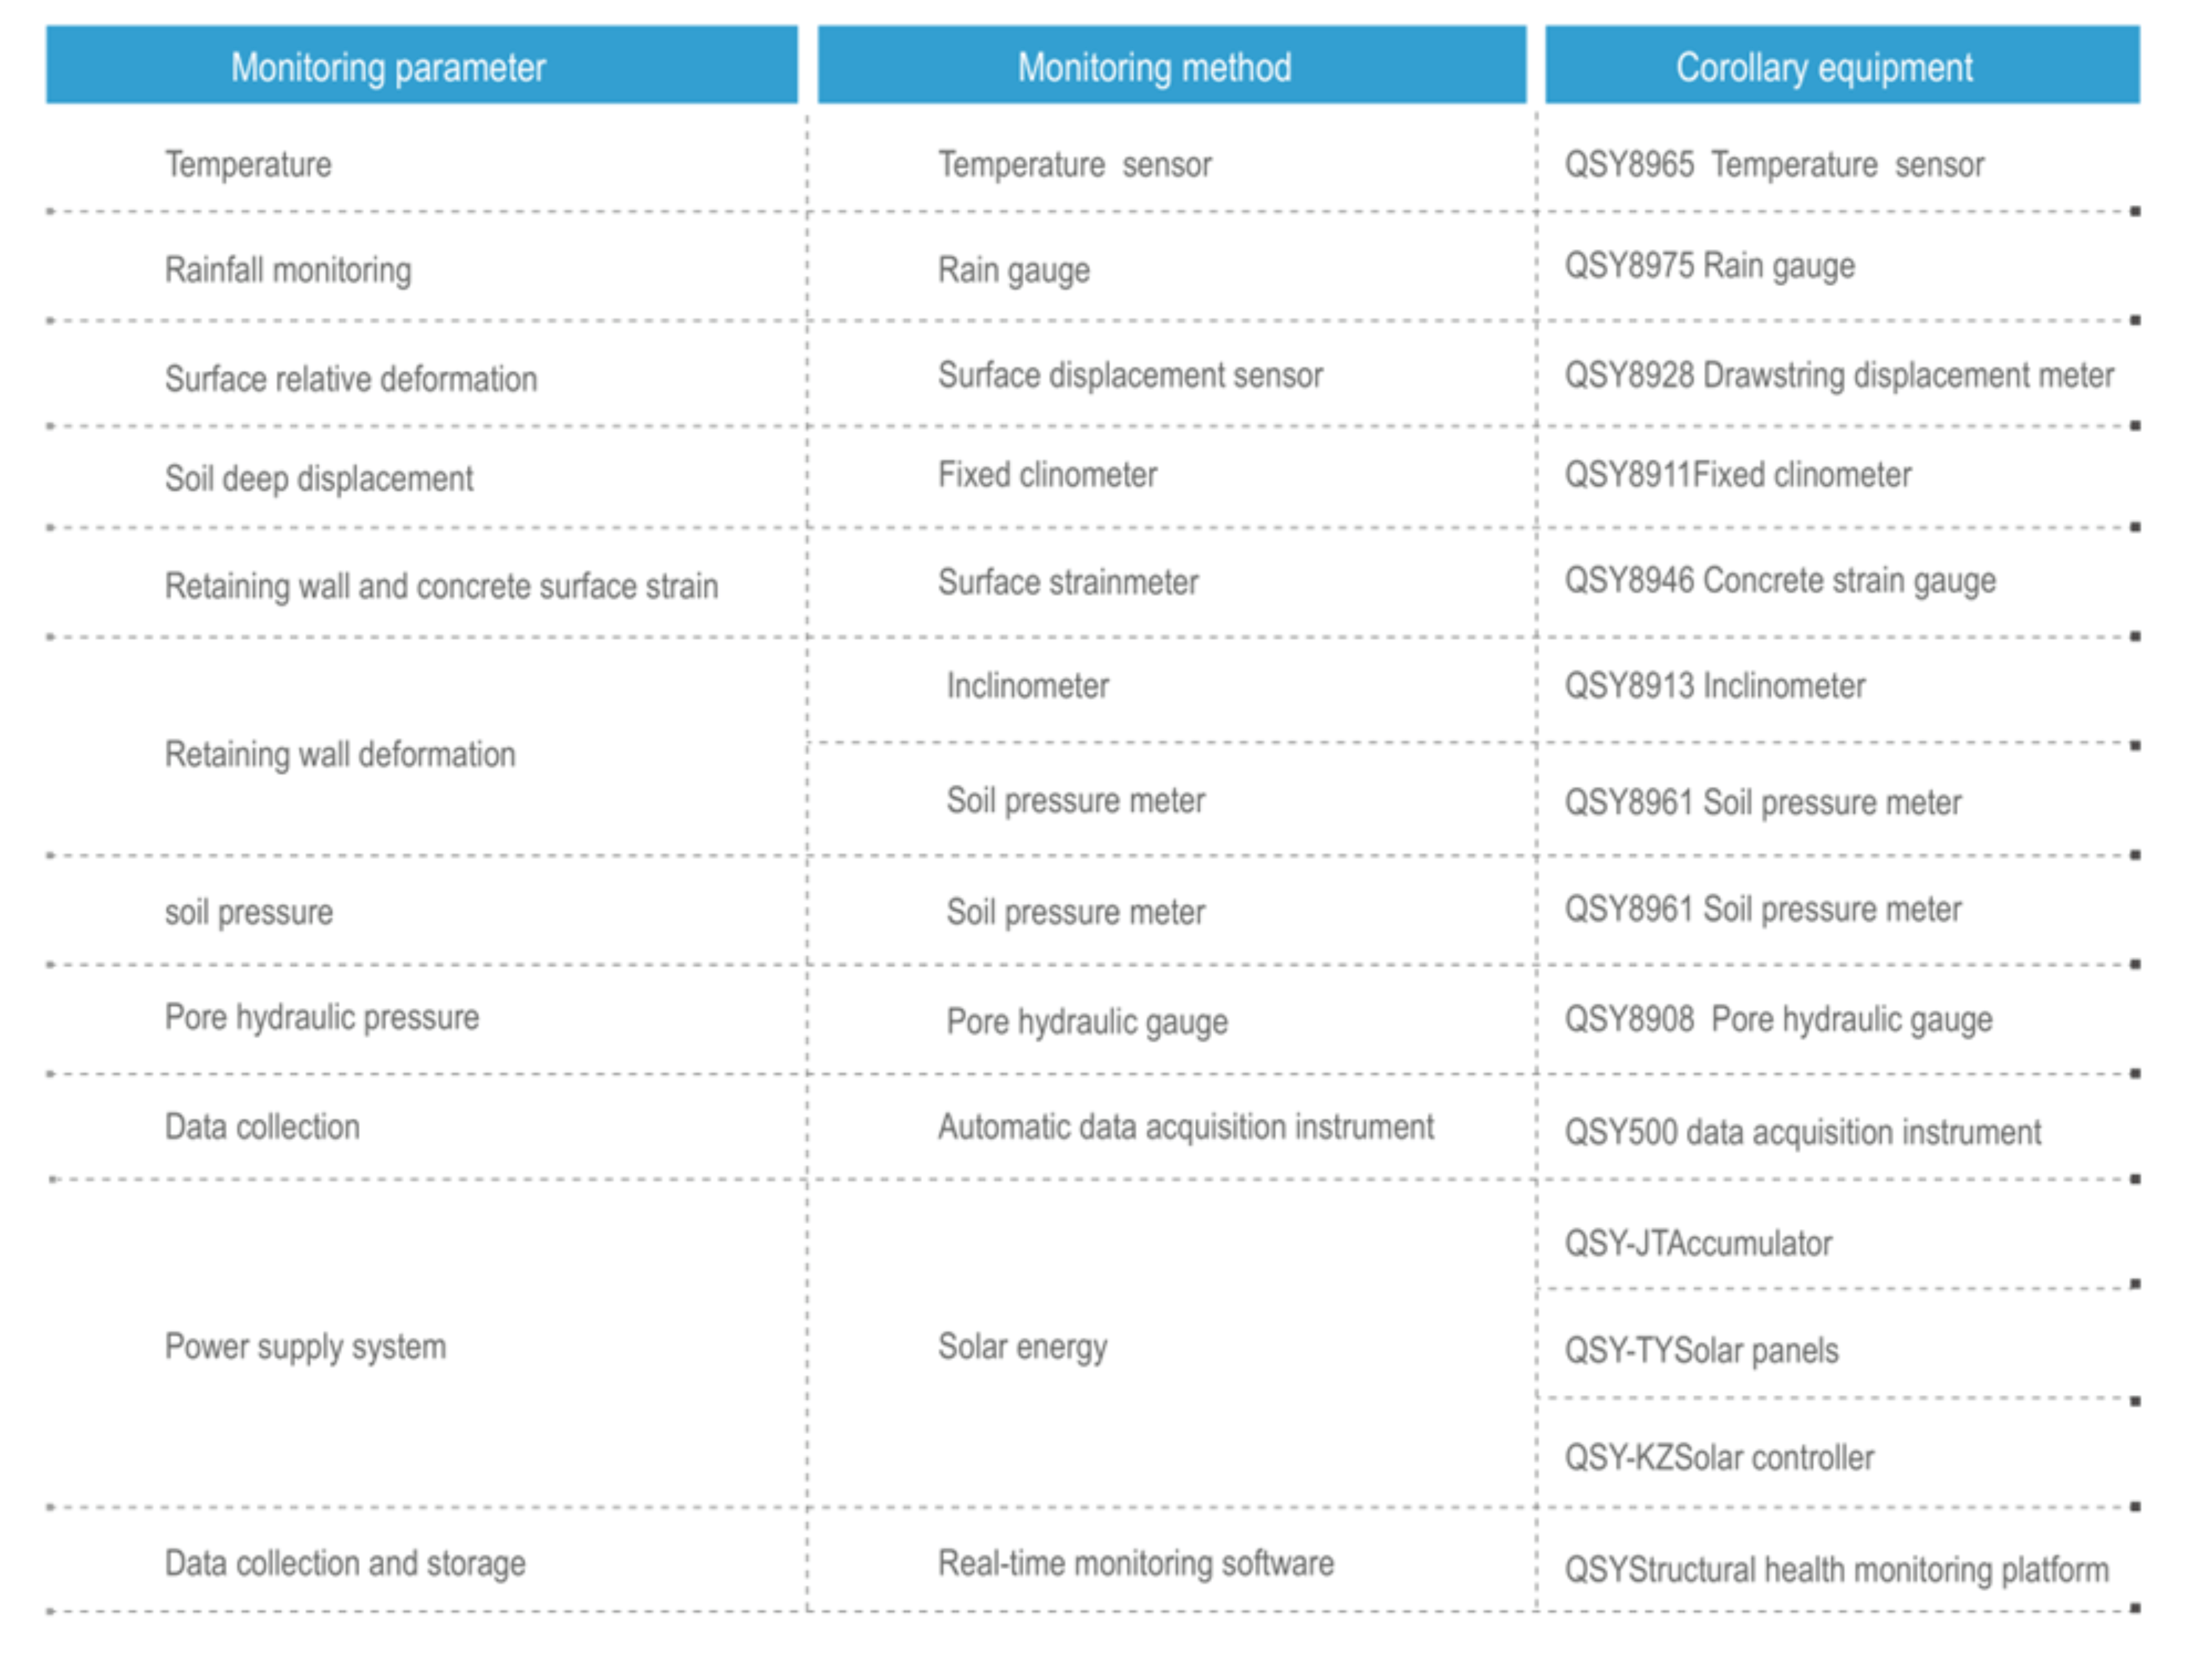 Monitoring parameter Monitoring method Corollary equipment
Temperature Temperature sensor QSY8965 Temperature sensor
Rainfall monitoring Rain gauge QSY8975 Rain gauge
Surface relative deformation Surface displacement sensor QSY8928 Drawstring displacement meter
Soil deep displacement Fixed clinometer QSY8911Fixed clinometer
Retaining wall and concrete surface strain Surface strainmeter QSY8946 Concrete strain gauge
Inclinometer QSY8913 Inclinometer
Retaining wall deformation
Soil pressure meter QSY8961 Soil pressure meter
soil pressure Soil pressure meter QSY8961 Soil pressure meter
Pore hydraulic pressure Pore hydraulic gauge QSY8908 Pore hydraulic gauge
Data collection Automatic data acquisition instrument QSY500 data acquisition instrument
QSY-JTAccumulator
Power supply system Solar energy QSY-TYSolar panels
QSY-KZSolar controller
Data collection and storage Real-time monitoring software QSYStructural health monitoring platform